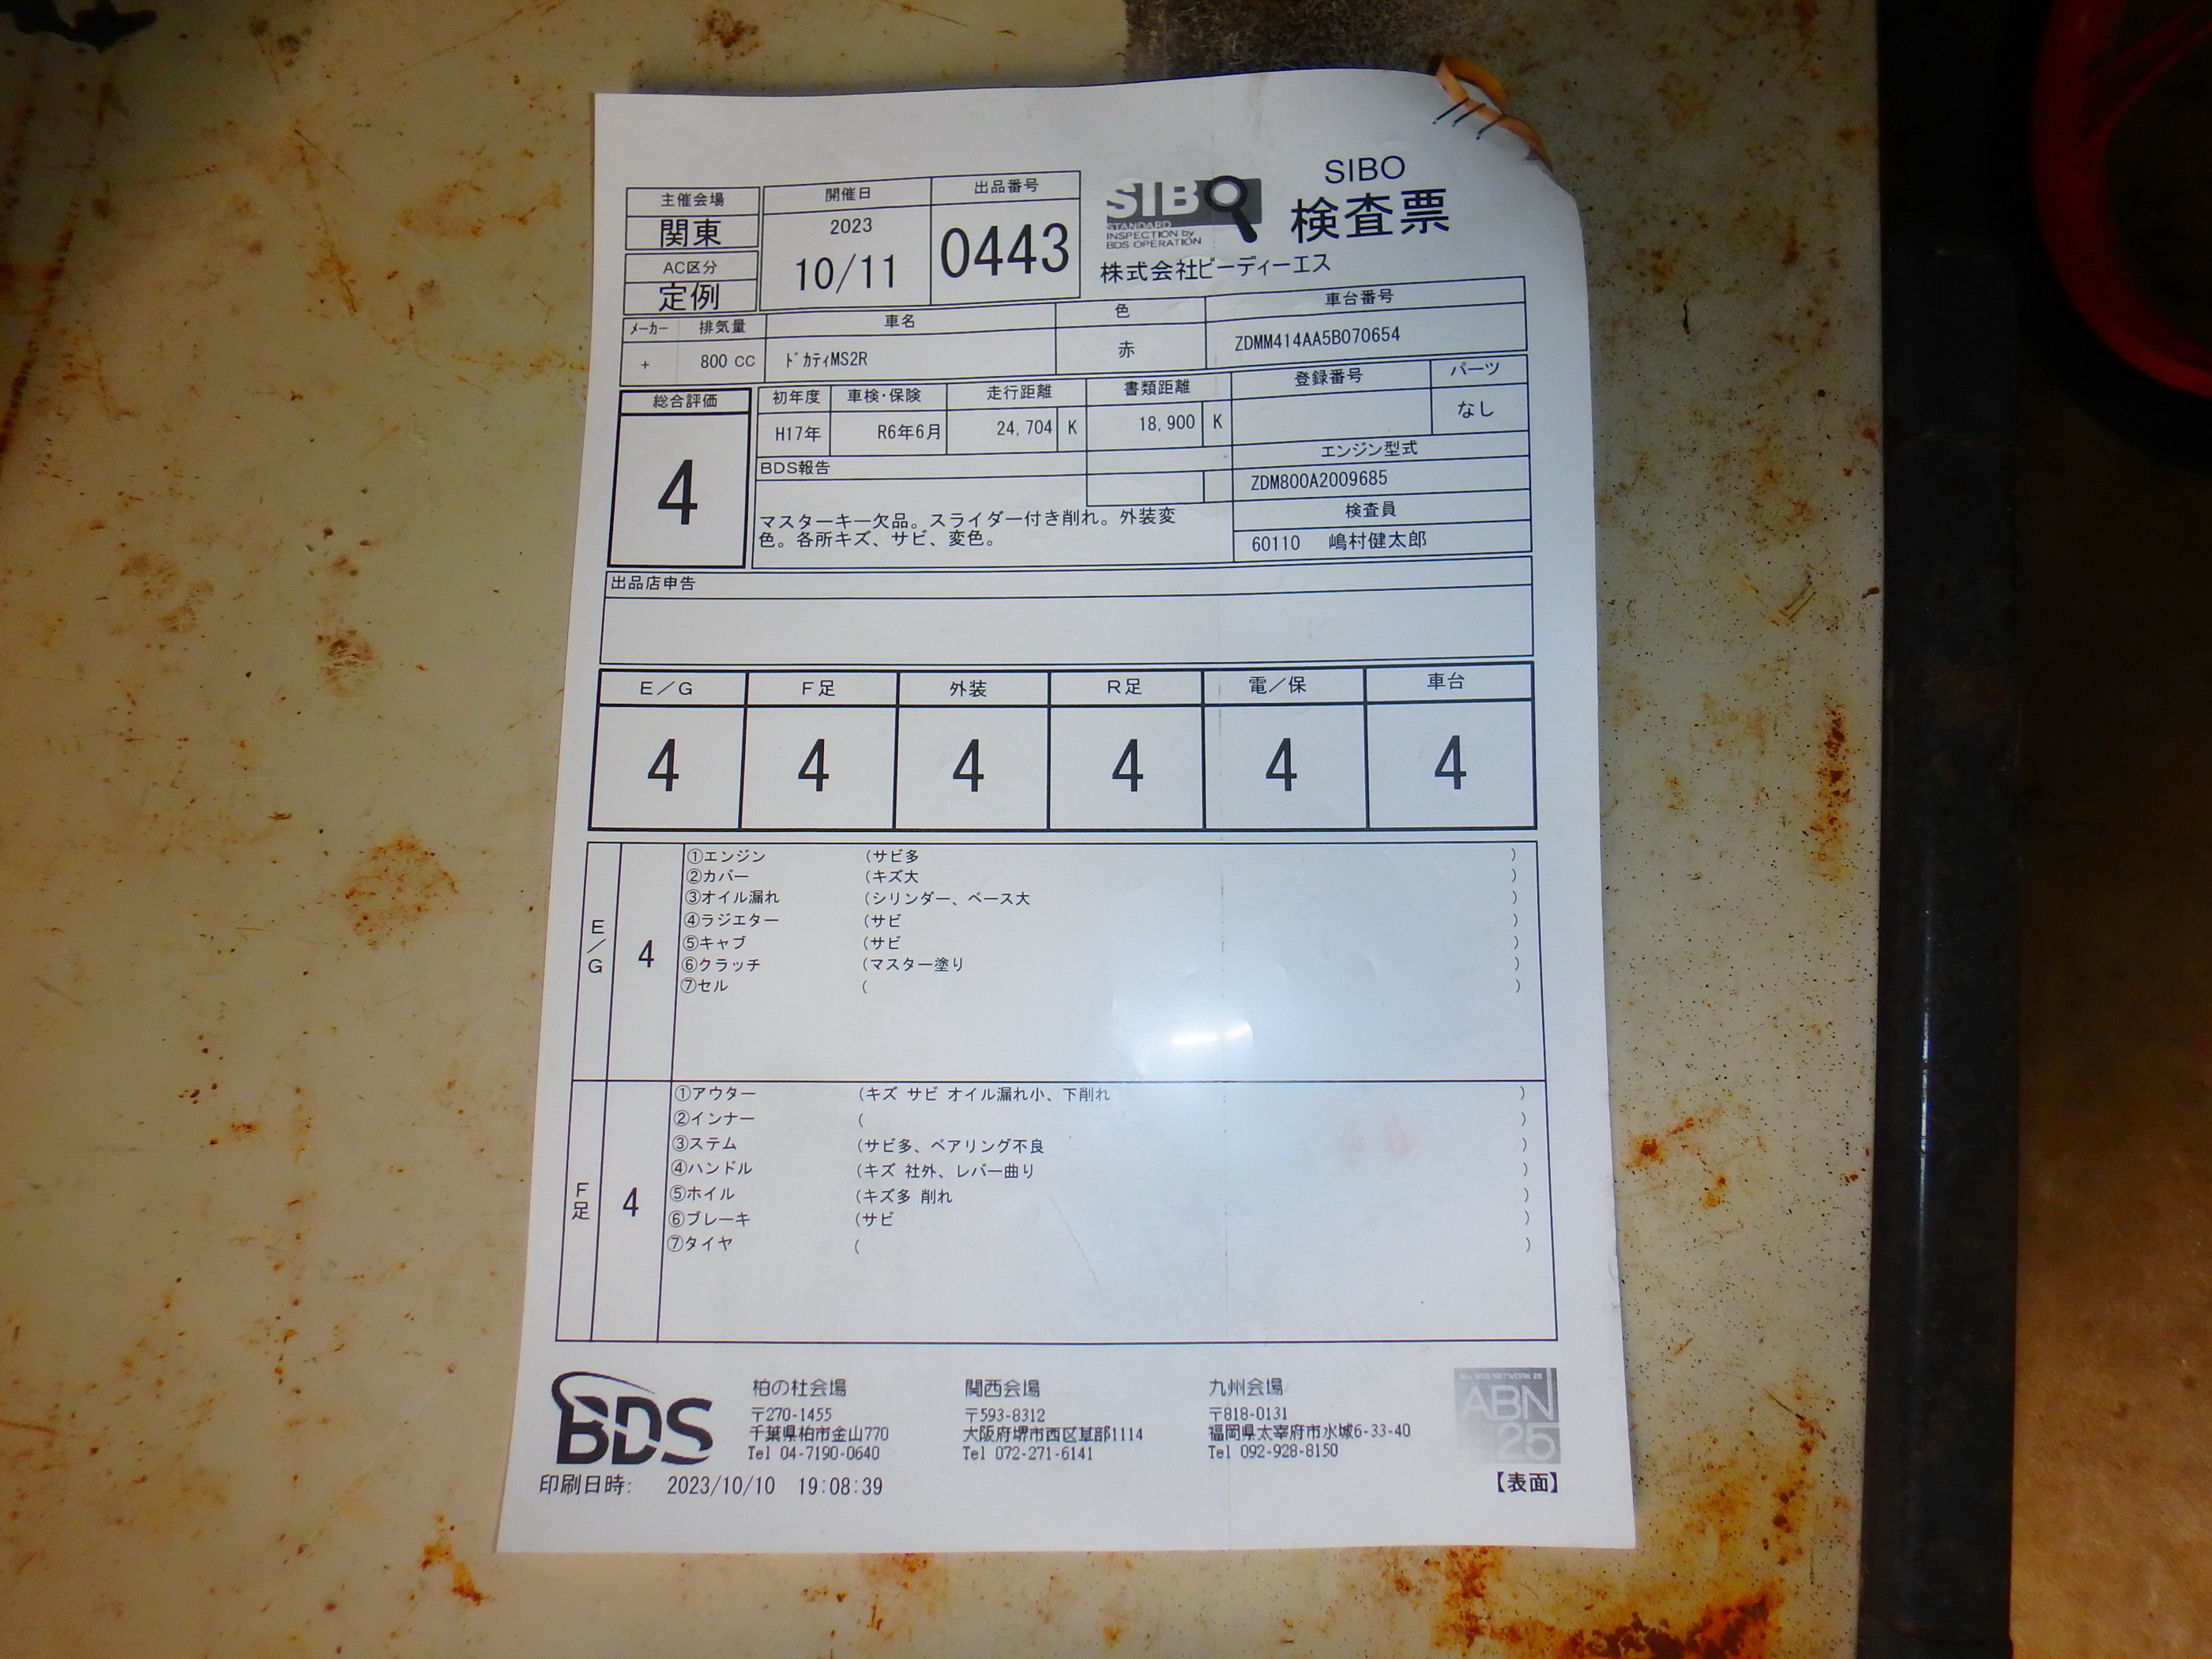 主催会場
関東
AC区分
定例
開催日
2023
10/11
出品番号
0443
SIBO
STANDARD
INSPECTION by
BDS OPERATION
SIBO
検査票
株式会社ビーディーエス
メーカー 排気量 車名 色 車台番号
+ 800 CC ドカティMS2R 赤 ZDMM414AA5B070654
総合評価
4
初年度 車検・保険 走行距離 書類距離 登録番号 パーツ
H17年 R6年6月 24,704 K 18,900 K なし
BDS報告
マスターキー欠品。スライダー付き削れ。外装変
色。各所キズ、サビ、変色。
エンジン型式
ZDM800A2009685
検査員
60110 嶋村健太郎
出品店申告
E/G F足 外装 R足 電/保 車台
4 4 4 4 4 4
E/G
4
①エンジン (サビ多 )
②カバー (キズ大 )
③オイル漏れ (シリンダー、ベース大 )
④ラジエター (サビ )
⑤キャブ (サビ )
⑥クラッチ (マスター塗り )
⑦セル ( )
F足
4
①アウター (キズ サビ オイル漏れ小、下削れ )
②インナー ( )
③ステム (サビ多、ベアリング不良 )
④ハンドル (キズ 社外、レバー曲り )
⑤ホイル (キズ多 削れ )
⑥ブレーキ (サビ )
⑦タイヤ ( )
BDS
柏の杜会場
〒270-1455
千葉県柏市金山770
Tel 04-7190-0640
関西会場
〒593-8312
大阪府堺市西区草部1114
Tel 072-271-6141
九州会場
〒818-0131
福岡県太宰府市水城6-33-40
Tel 092-928-8150
ALL BDS NETWORK 25
ABN
25
印刷日時: 2023/10/10 19:08:39
【表面】